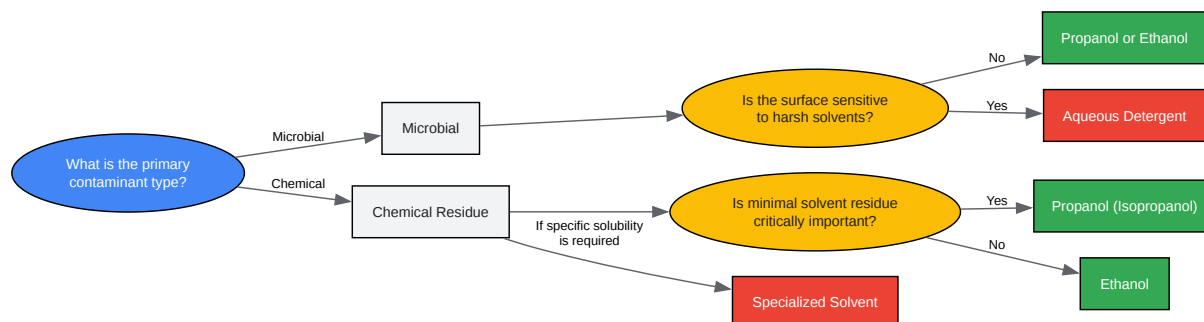 What is the primary
contaminant type?
Microbial
Microbial
Is the surface sensitive
to harsh solvents?
No
Propanol or Ethanol
Yes
Aqueous Detergent
Chemical
Chemical Residue
If specific solubility
is required
Is minimal solvent residue
critically important?
Yes
Propanol (Isopropanol)
No
Ethanol
Specialized Solvent